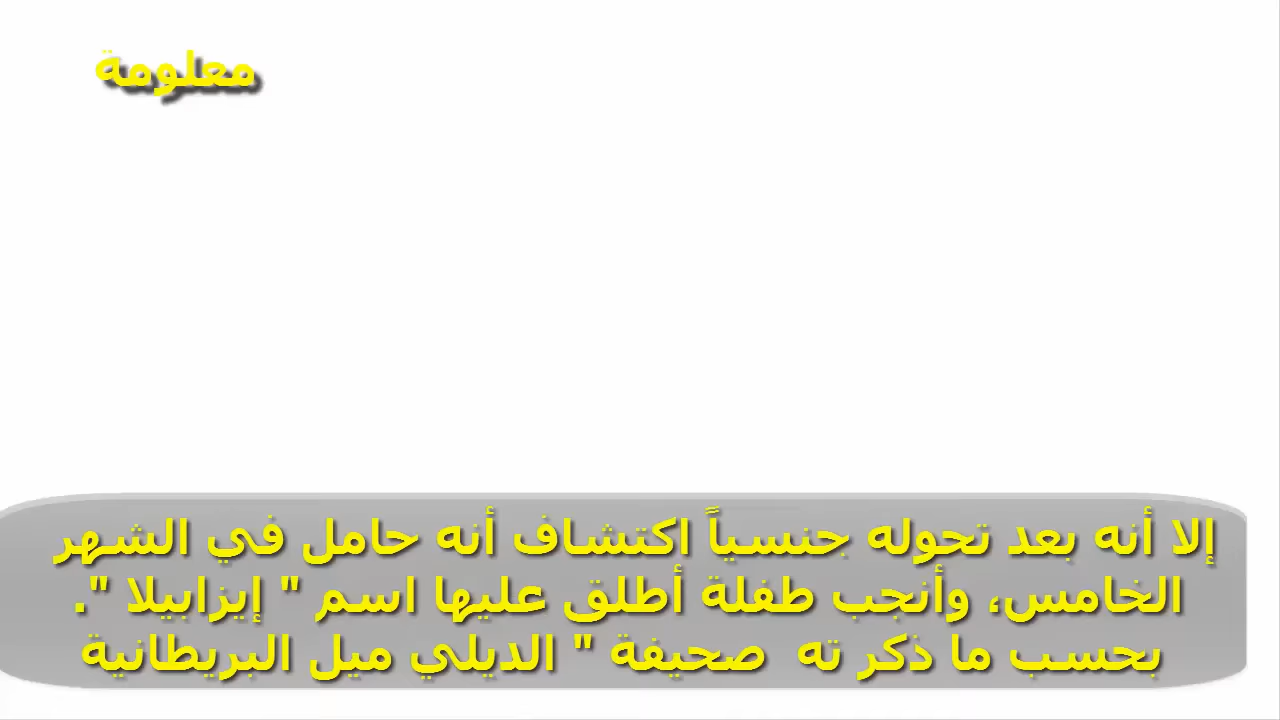 معلومة
إلا أنه بعد تحوله جنسياً اكتشاف أنه حامل في الشهر
الخامس، وأنجب طفلة أطلق عليها اسم " إيزابيلا ".
بحسب ما ذكر ته  صحيفة " الديلي ميل البريطانية